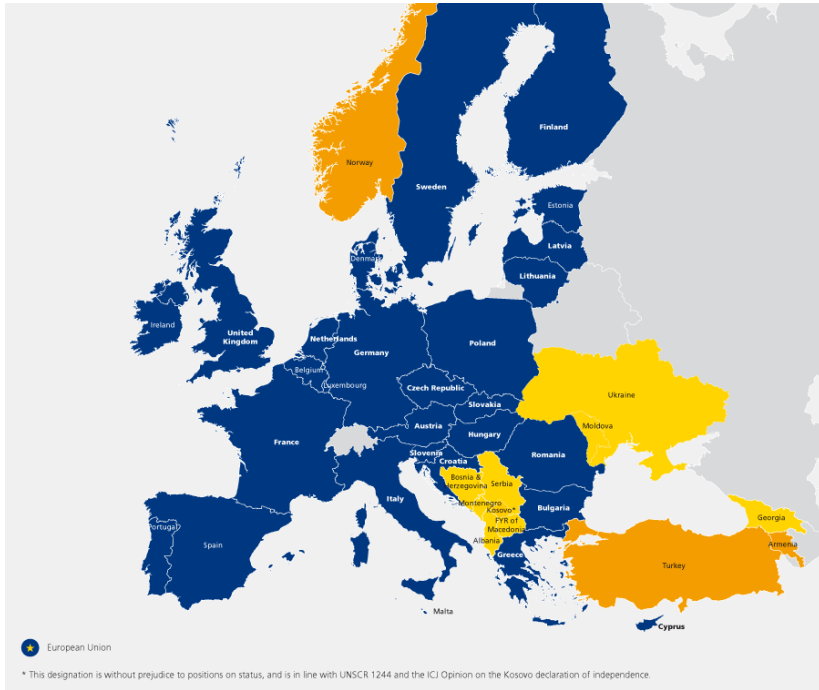 Finland
Norway
Sweden
Estonia
Latvia
Denmark
Lithuania
Ireland
United
Kingdom
Netherlands
Poland
Germany
Belgium
Luxembourg
Czech Republic
Ukraine
Slovakia
Austria
Moldova
Hungary
France
Slovenia
Croatia
Romania
Bosnia &
Herzegovina
Serbia
Italy
Montenegro
Kosovo*
Bulgaria
Georgia
FYR of
Macedonia
Portugal
Spain
Albania
Armenia
Greece
Turkey
Malta
Cyprus
European Union
* This designation is without prejudice to positions on status, and is in line with UNSCR 1244 and the ICJ Opinion on the Kosovo declaration of independence.